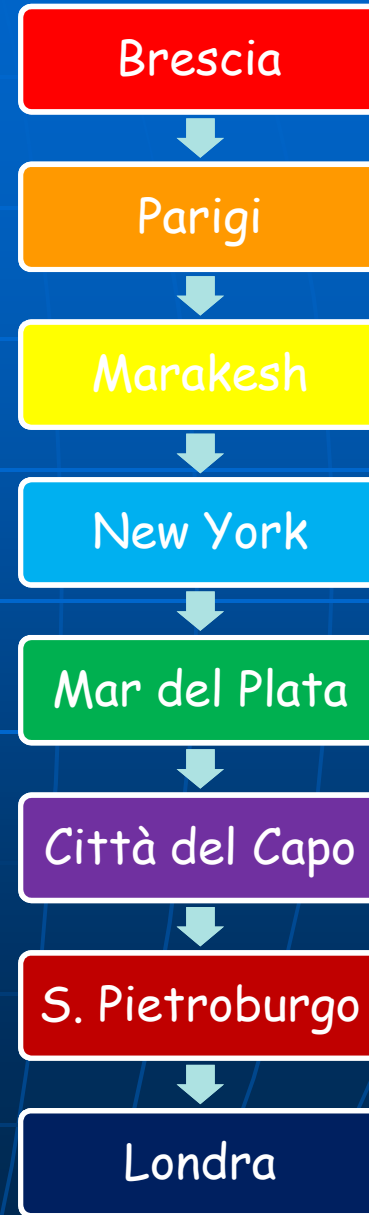 Brescia
Parigi
Marakesh
New York
Mar del Plata
Città del Capo
S. Pietroburgo
Londra